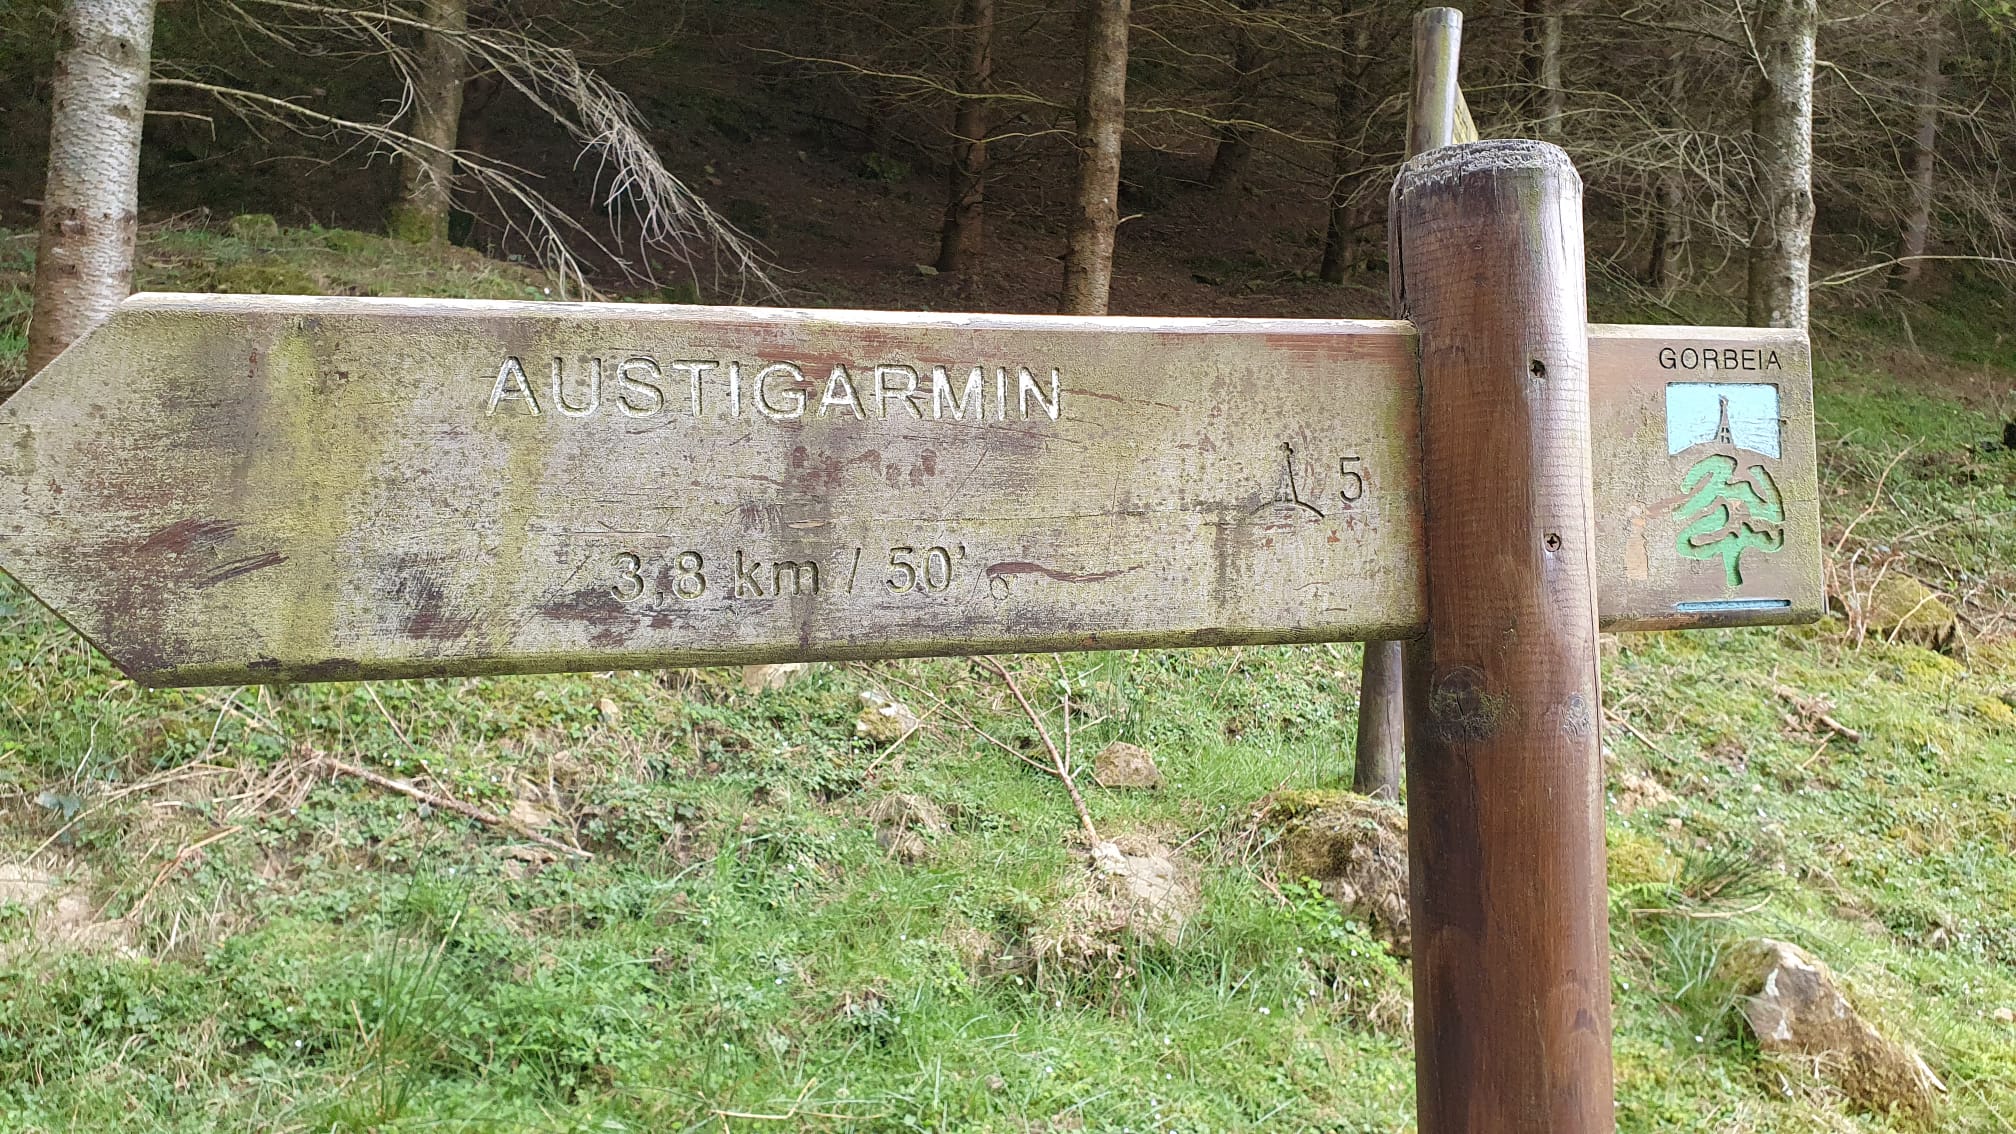 AUSTIGARMIN
5
3,8 km / 50'
GORBEIA